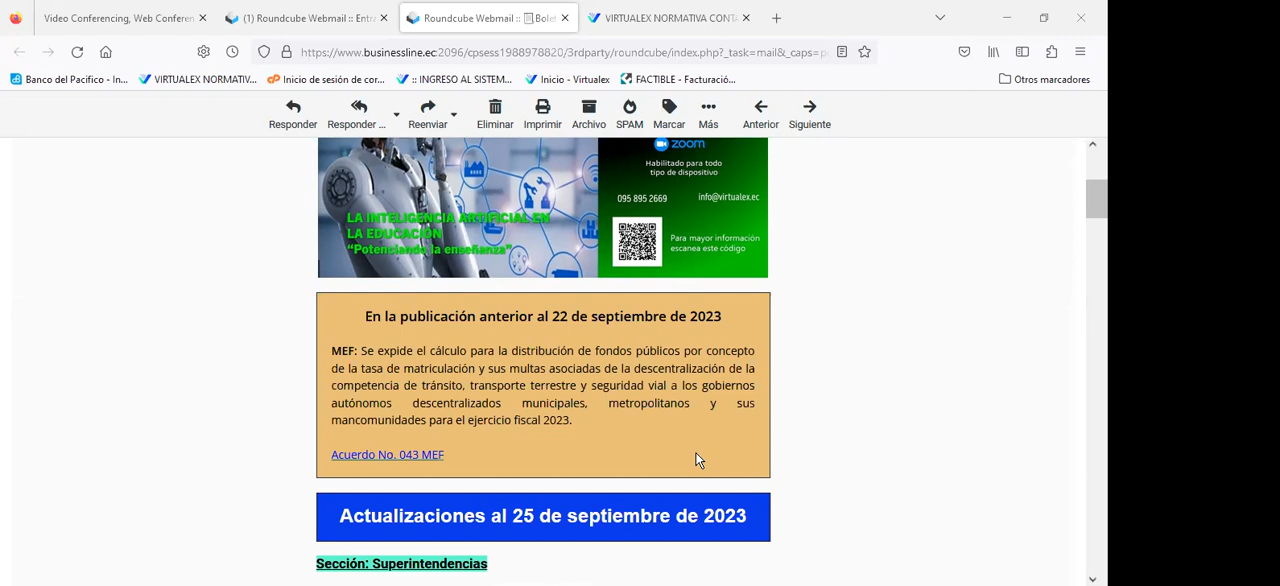 Video Conferencing, Web Conferen
(1) Roundcube Webmail :: Entra
Roundcube Webmail :: Bole
VIRTUALEX NORMATIVA CONTA
https://www.businessline.ec:2096/cpsess1988978820/3rdparty/roundcube/index.php?_task=mail&_caps=p
Banco del Pacífico - In...
VIRTUALEX NORMATIV...
Inicio de sesión de cor...
:: INGRESO AL SISTEM...
Inicio - Virtualex
FACTIBLE - Facturació...
Otros marcadores
Responder
Responder ...
Reenviar
Eliminar
Imprimir
Archivo
SPAM
Marcar
Más
Anterior
Siguiente
zoom
Habilitado para todo
tipo de dispositivo
095 895 2669
info@virtualex.ec
LA INTELIGENCIA ARTIFICIAL EN
LA EDUCACIÓN
"Potenciando la enseñanza"
Para mayor información
escanea este código
En la publicación anterior al 22 de septiembre de 2023
MEF: Se expide el cálculo para la distribución de fondos públicos por concepto
de la tasa de matriculación y sus multas asociadas de la descentralización de la
competencia de tránsito, transporte terrestre y seguridad vial a los gobiernos
autónomos descentralizados municipales, metropolitanos y sus
mancomunidades para el ejercicio fiscal 2023.
Acuerdo No. 043 MEF
Actualizaciones al 25 de septiembre de 2023
Sección: Superintendencias